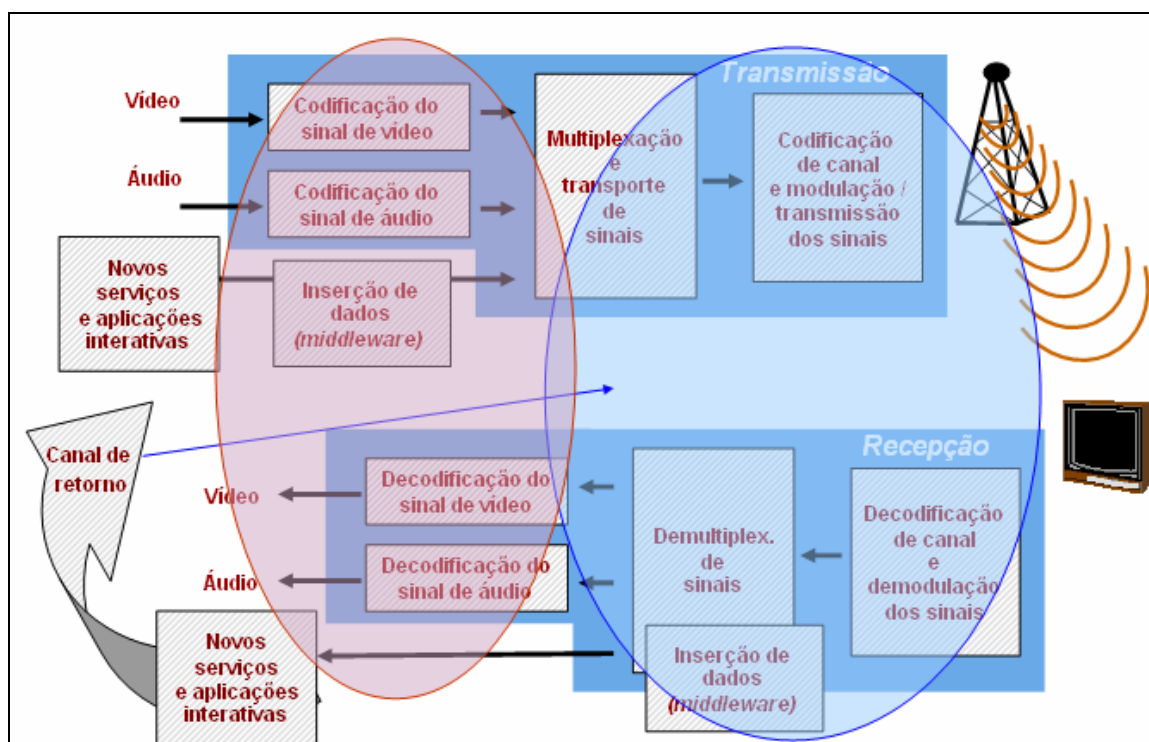 Transmissão
Vídeo
Codificação do
sinal de vídeo
Áudio
Codificação do
sinal de áudio
Multiplexação
e
transporte
de
sinais
Codificação
de canal
e modulação /
transmissão
dos sinais
Novos
serviços
e aplicações
interativas
Inserção de
dados
(middleware)
Canal de
retorno
Recepção
Vídeo
Decodificação do
sinal de vídeo
Áudio
Decodificação do
sinal de áudio
Demultiplex.
de
sinais
Decodificação
de canal
e
demodulação
dos sinais
Novos
serviços
e aplicações
interativas
Inserção de
dados
(middleware)